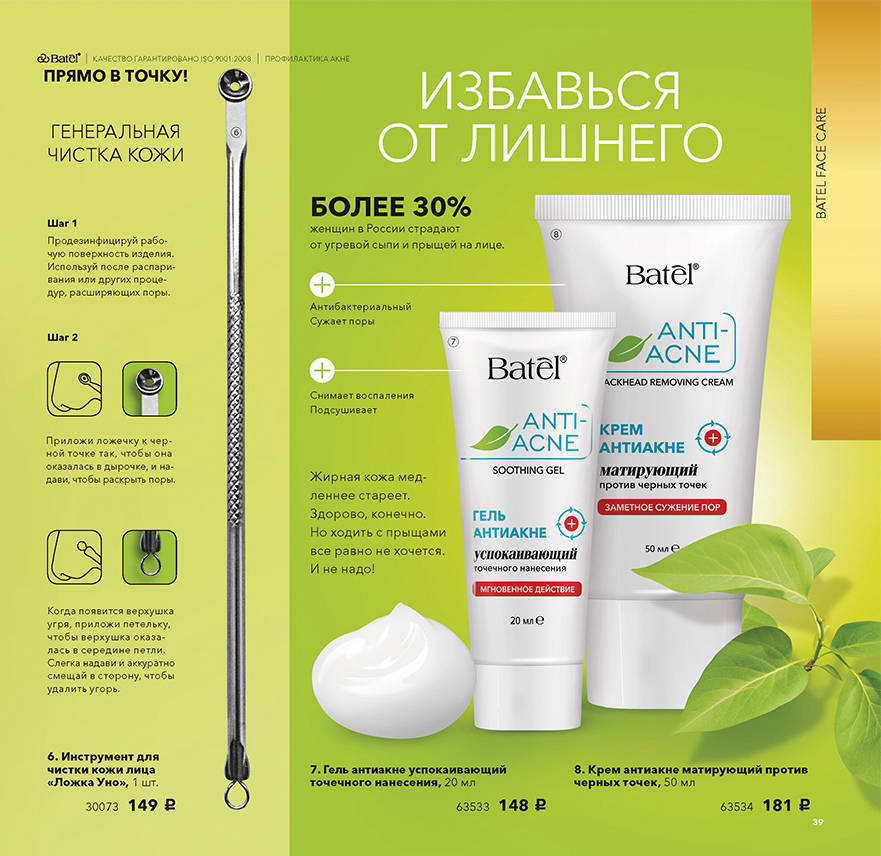 Batel® | КАЧЕСТВО ГАРАНТИРОВАНО ISO 9001:2008 | ПРОФИЛАКТИКА АКНЕ
ПРЯМО В ТОЧКУ!
ГЕНЕРАЛЬНАЯ
ЧИСТКА КОЖИ
6
Шаг 1
Продезинфицируй рабо-
чую поверхность изделия.
Используй после распари-
вания или других проце-
дур, расширяющих поры.
Шаг 2
Приложи ложечку к чер-
ной точке так, чтобы она
оказалась в дырочке, и на-
дави, чтобы раскрыть поры.
Когда появится верхушка
угря, приложи петельку,
чтобы верхушка оказа-
лась в середине петли.
Слегка надави и аккуратно
смещай в сторону, чтобы
удалить угорь.
6. Инструмент для
чистки кожи лица
«Ложка Уно», 1 шт.
30073 149 ₽
ИЗБАВЬСЯ
ОТ ЛИШНЕГО
БОЛЕЕ 30%
женщин в России страдают
от угревой сыпи и прыщей на лице.
Антибактериальный
Сужает поры
Снимает воспаления
Подсушивает
Жирная кожа мед-
леннее стареет.
Здорово, конечно.
Но ходить с прыщами
все равно не хочется.
И не надо!
7
Batel®
ANTI-
ACNE
SOOTHING GEL
ГЕЛЬ
АНТИАКНЕ
успокаивающий
точечного нанесения
МГНОВЕННОЕ ДЕЙСТВИЕ
20 мл е
8
Batel®
ANTI-
ACNE
ACKHEAD REMOVING CREAM
КРЕМ
АНТИАКНЕ
матирующий
против черных точек
ЗАМЕТНОЕ СУЖЕНИЕ ПОР
50 мл е
7. Гель антиакне успокаивающий
точечного нанесения, 20 мл
63533 148 ₽
8. Крем антиакне матирующий против
черных точек, 50 мл
63534 181 ₽
BATEL FACE CARE
39